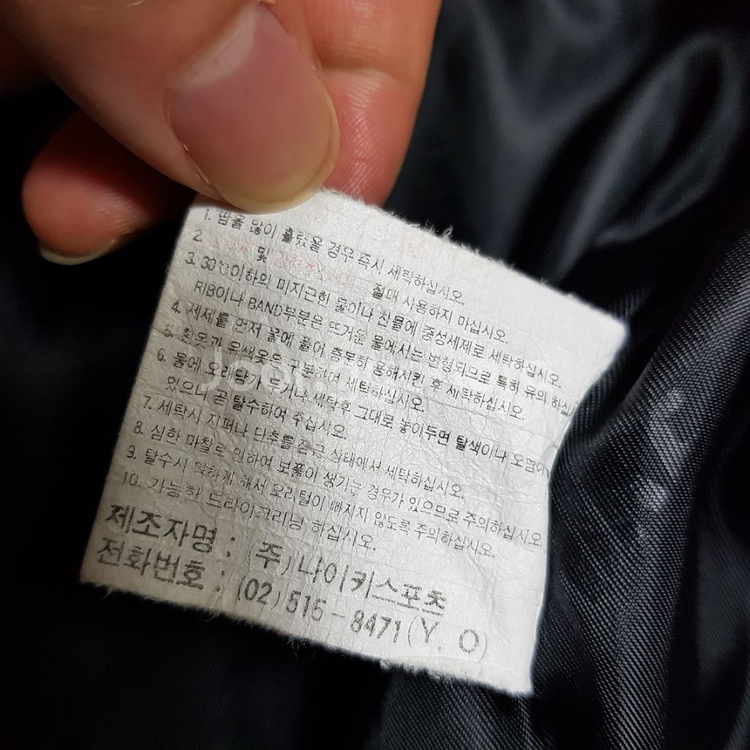 1. 땀을 많이 흘렸을 경우 즉시 세탁하십시오.
2. 및 절대 사용하지 마십시오.
3. 30℃이하의 미지근한 물이나 찬물에 중성세제로 세탁하십시오.
RIB이나 BAND부분은 뜨거운 물에서는 변형되므로 특히 유의 하십
4. 세제를 먼저 물에 풀어 충분히 용해시킨 후 세탁하십시오.
5. 흰옷과 유색옷은 구분하여 세탁하십시오.
6. 물에 오래담가 두거나 세탁후 그대로 놓아두면 탈색이나 오염이
있으니 곧 탈수하여 주십시오.
7. 세탁시 지퍼나 단추를 잠근 상태에서 세탁하십시오.
8. 심한 마찰로 인하여 보풀이 생기는 경우가 있으므로 주의하십시오.
9. 탈수시 약하게 해서 오리털이 빠지지 않도록 주의하십시오.
10. 가능한 드라이크리닝 하십시오.
제조자명 : (주)나이키스포츠
전화번호 : (02)515-8471(Y. O)